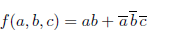 f(a, b, c) = ab + a̅ b̅ c̅